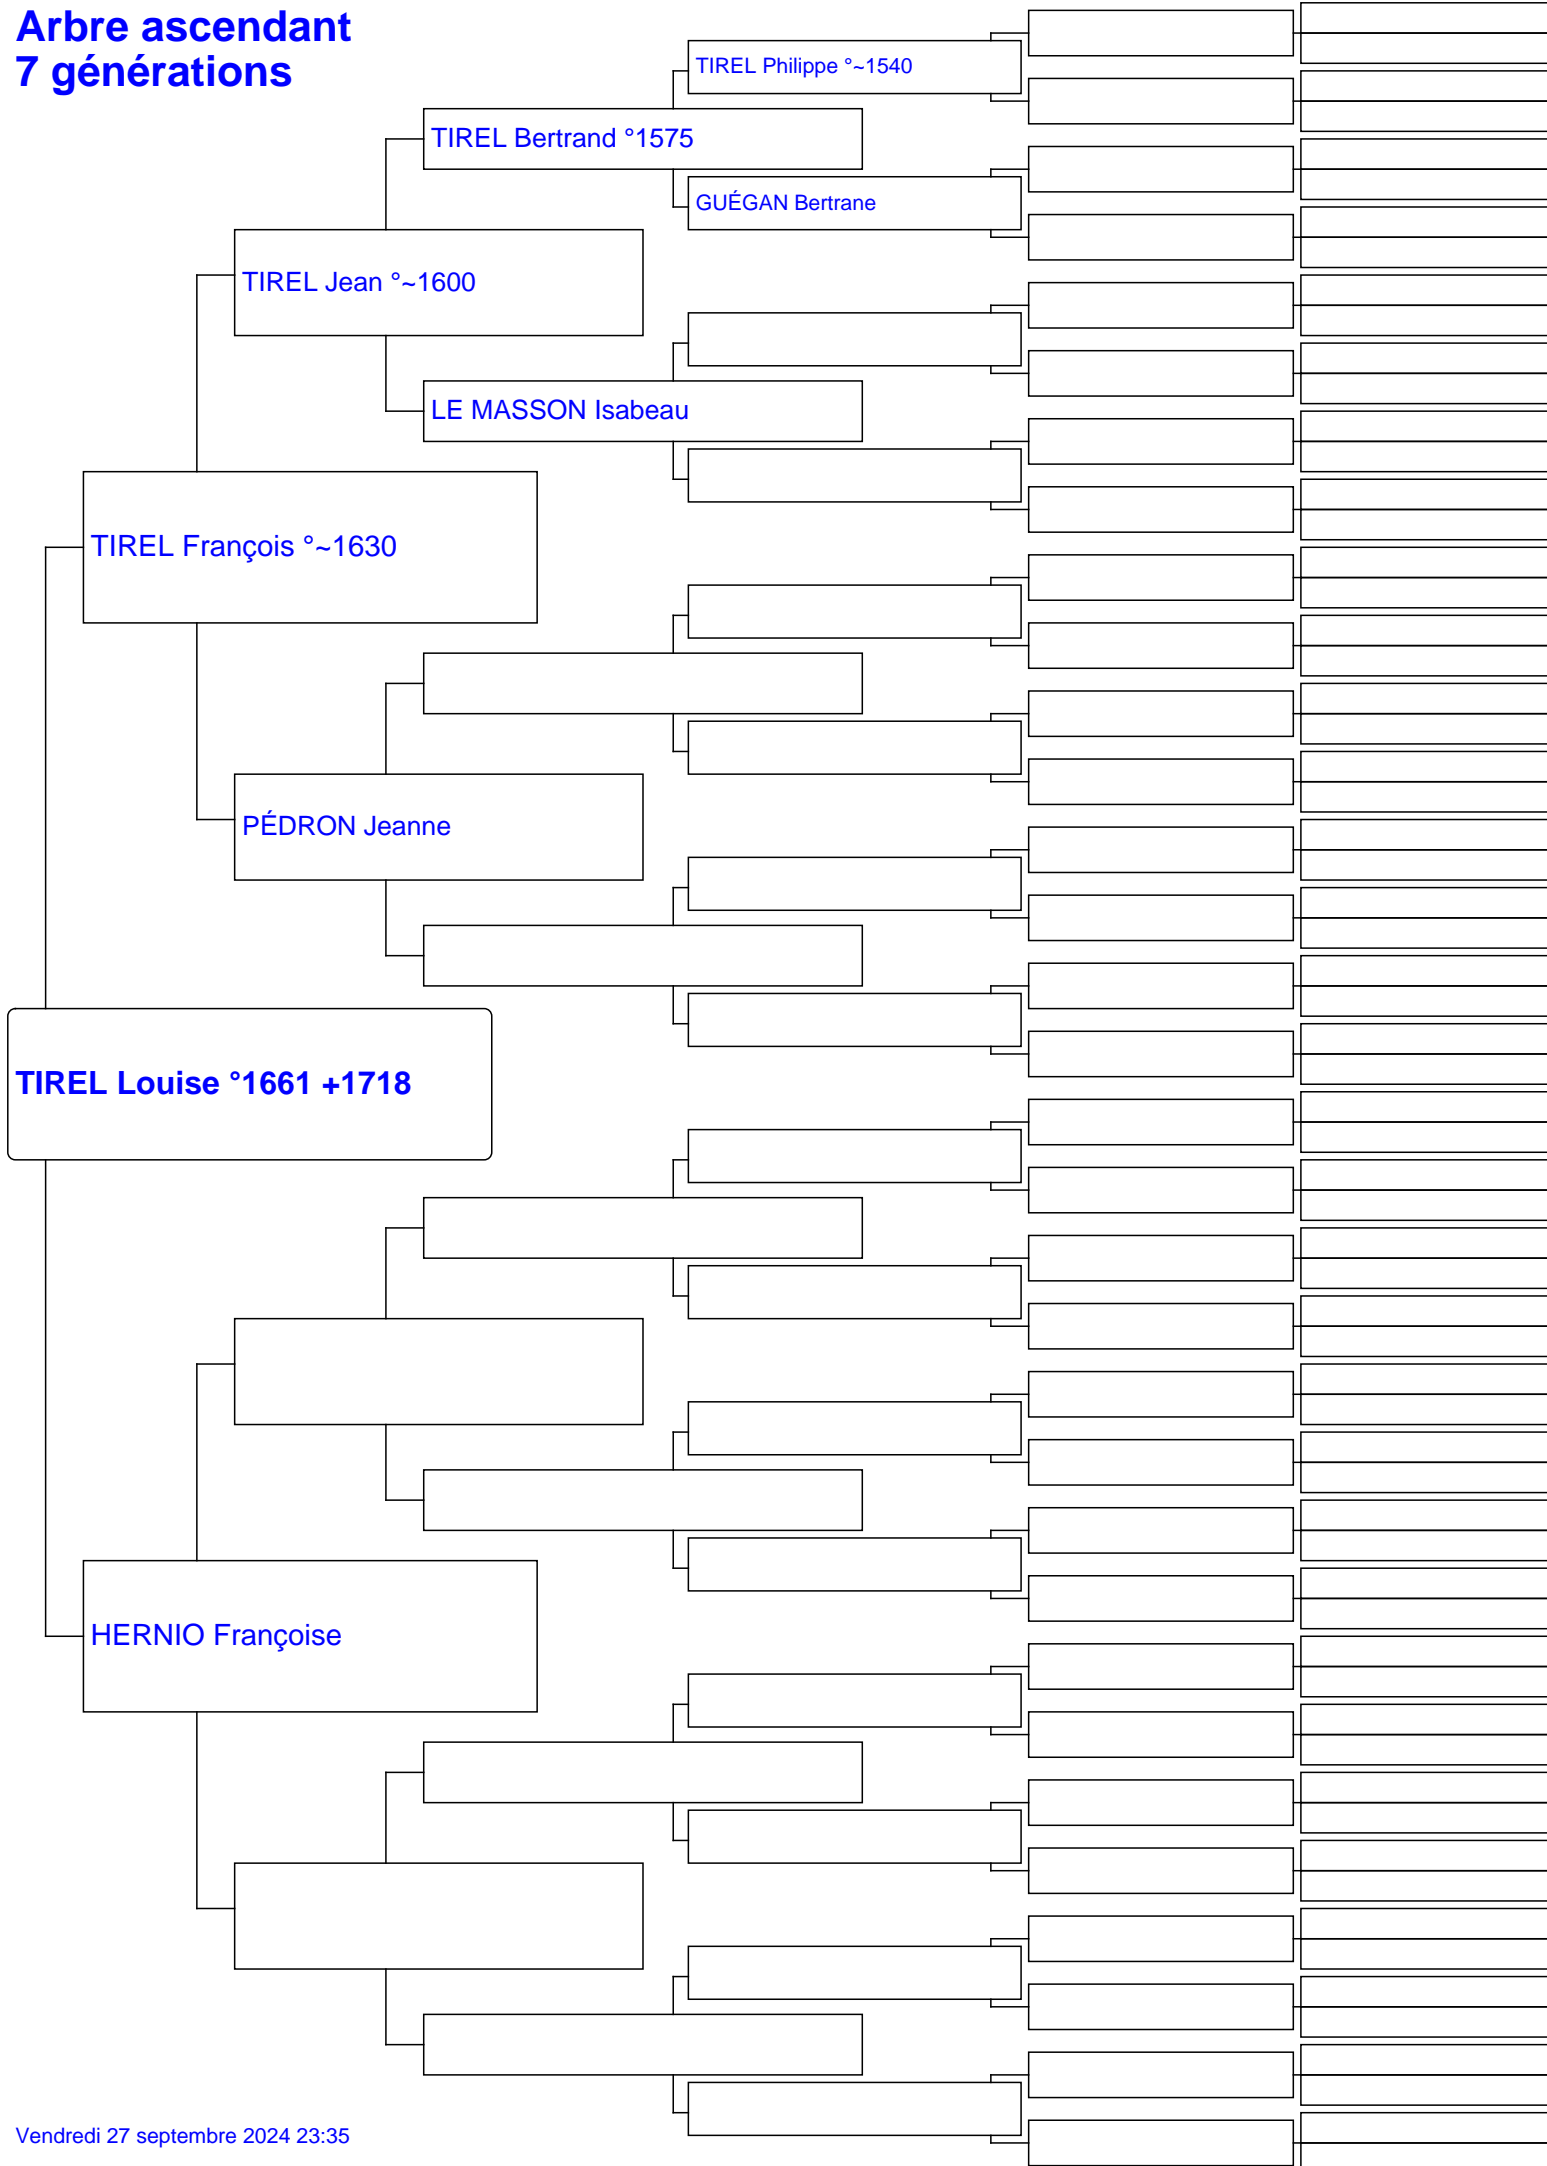 Arbre ascendant
7 générations
TIREL Philippe °~1540
TIREL Bertrand °1575
GUÉGAN Bertrane
TIREL Jean °~1600
LE MASSON Isabeau
TIREL François °~1630
PÉDRON Jeanne
TIREL Louise °1661 +1718
HERNIO Françoise
Vendredi 27 septembre 2024 23:35